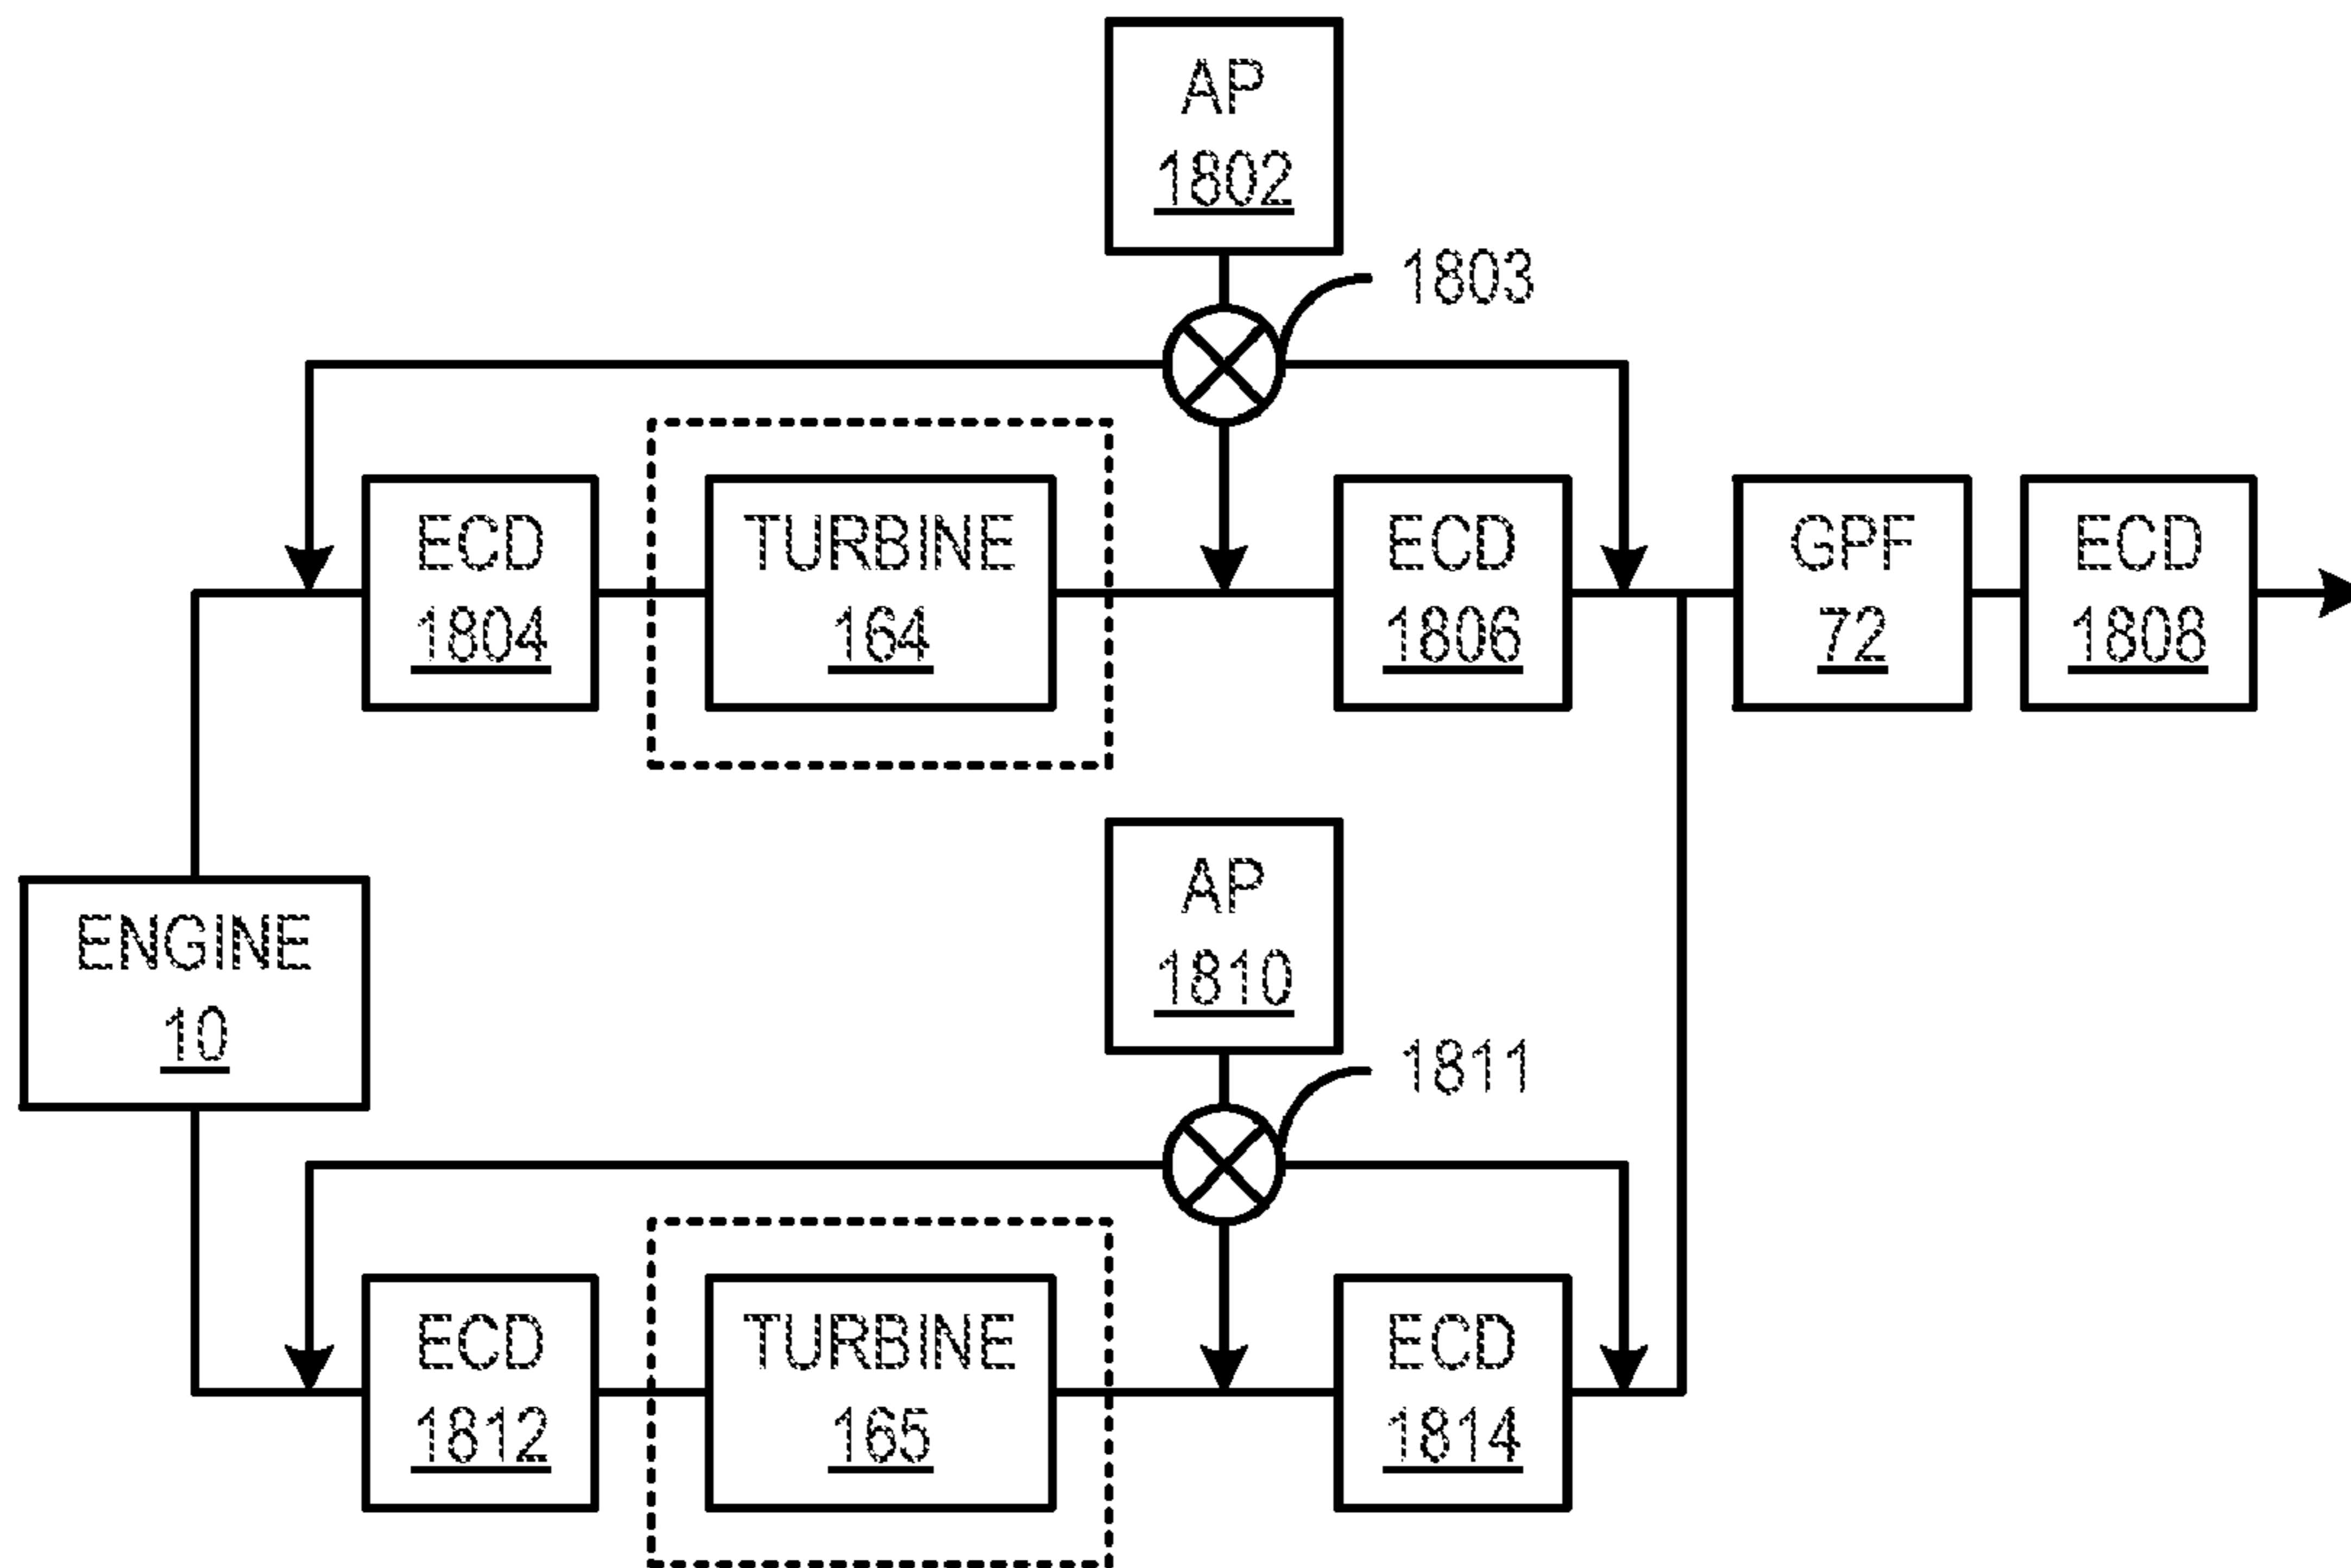 AP
1802
1803
ECD
1804
TURBINE
164
ECD
1806
GPF
72
ECD
1808
ENGINE
10
AP
1810
1811
ECD
1812
TURBINE
165
ECD
1814